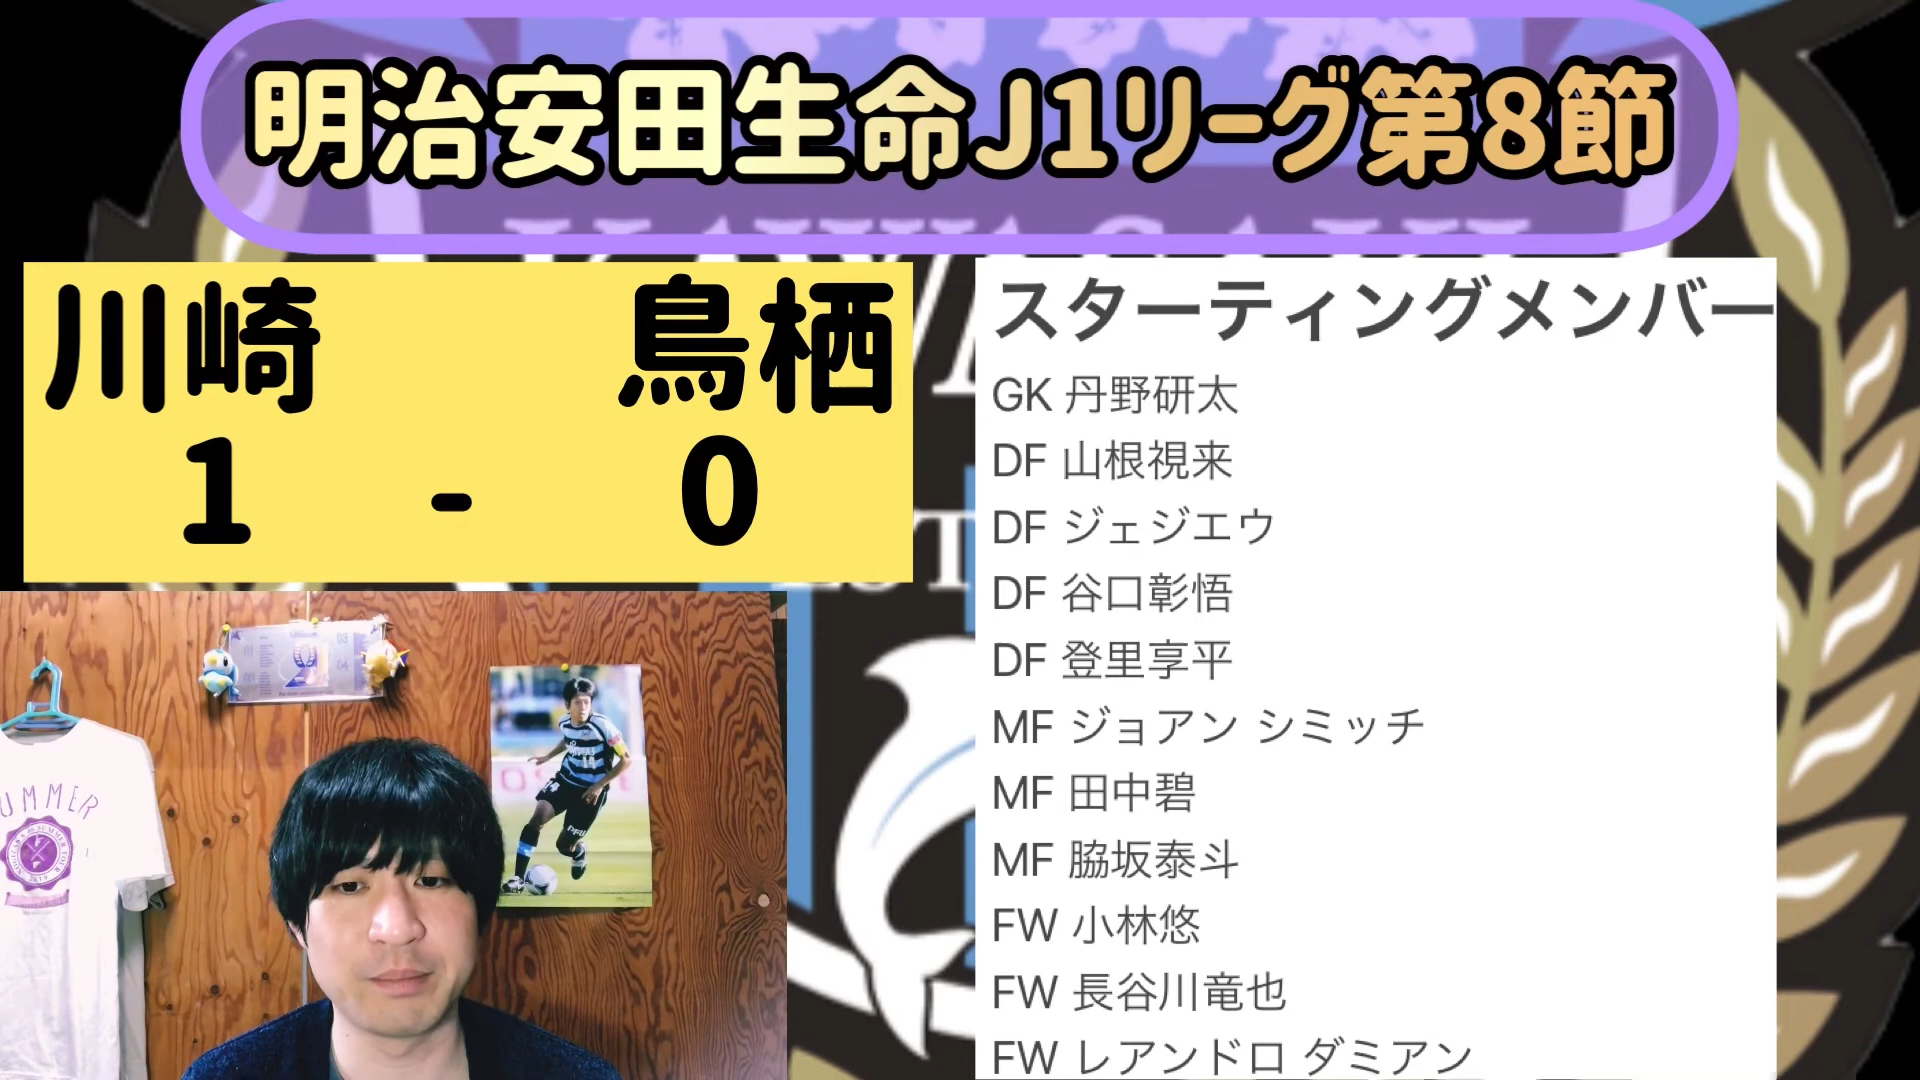 明治安田生命J1リーグ第8節
川崎 鳥栖
1 - 0
スターティングメンバー
GK 丹野研太
DF 山根視来
DF ジェジエウ
DF 谷口彰悟
DF 登里享平
MF ジョアン シミッチ
MF 田中碧
MF 脇坂泰斗
FW 小林悠
FW 長谷川竜也
FW レアンドロ ダミアン
UMMER
14